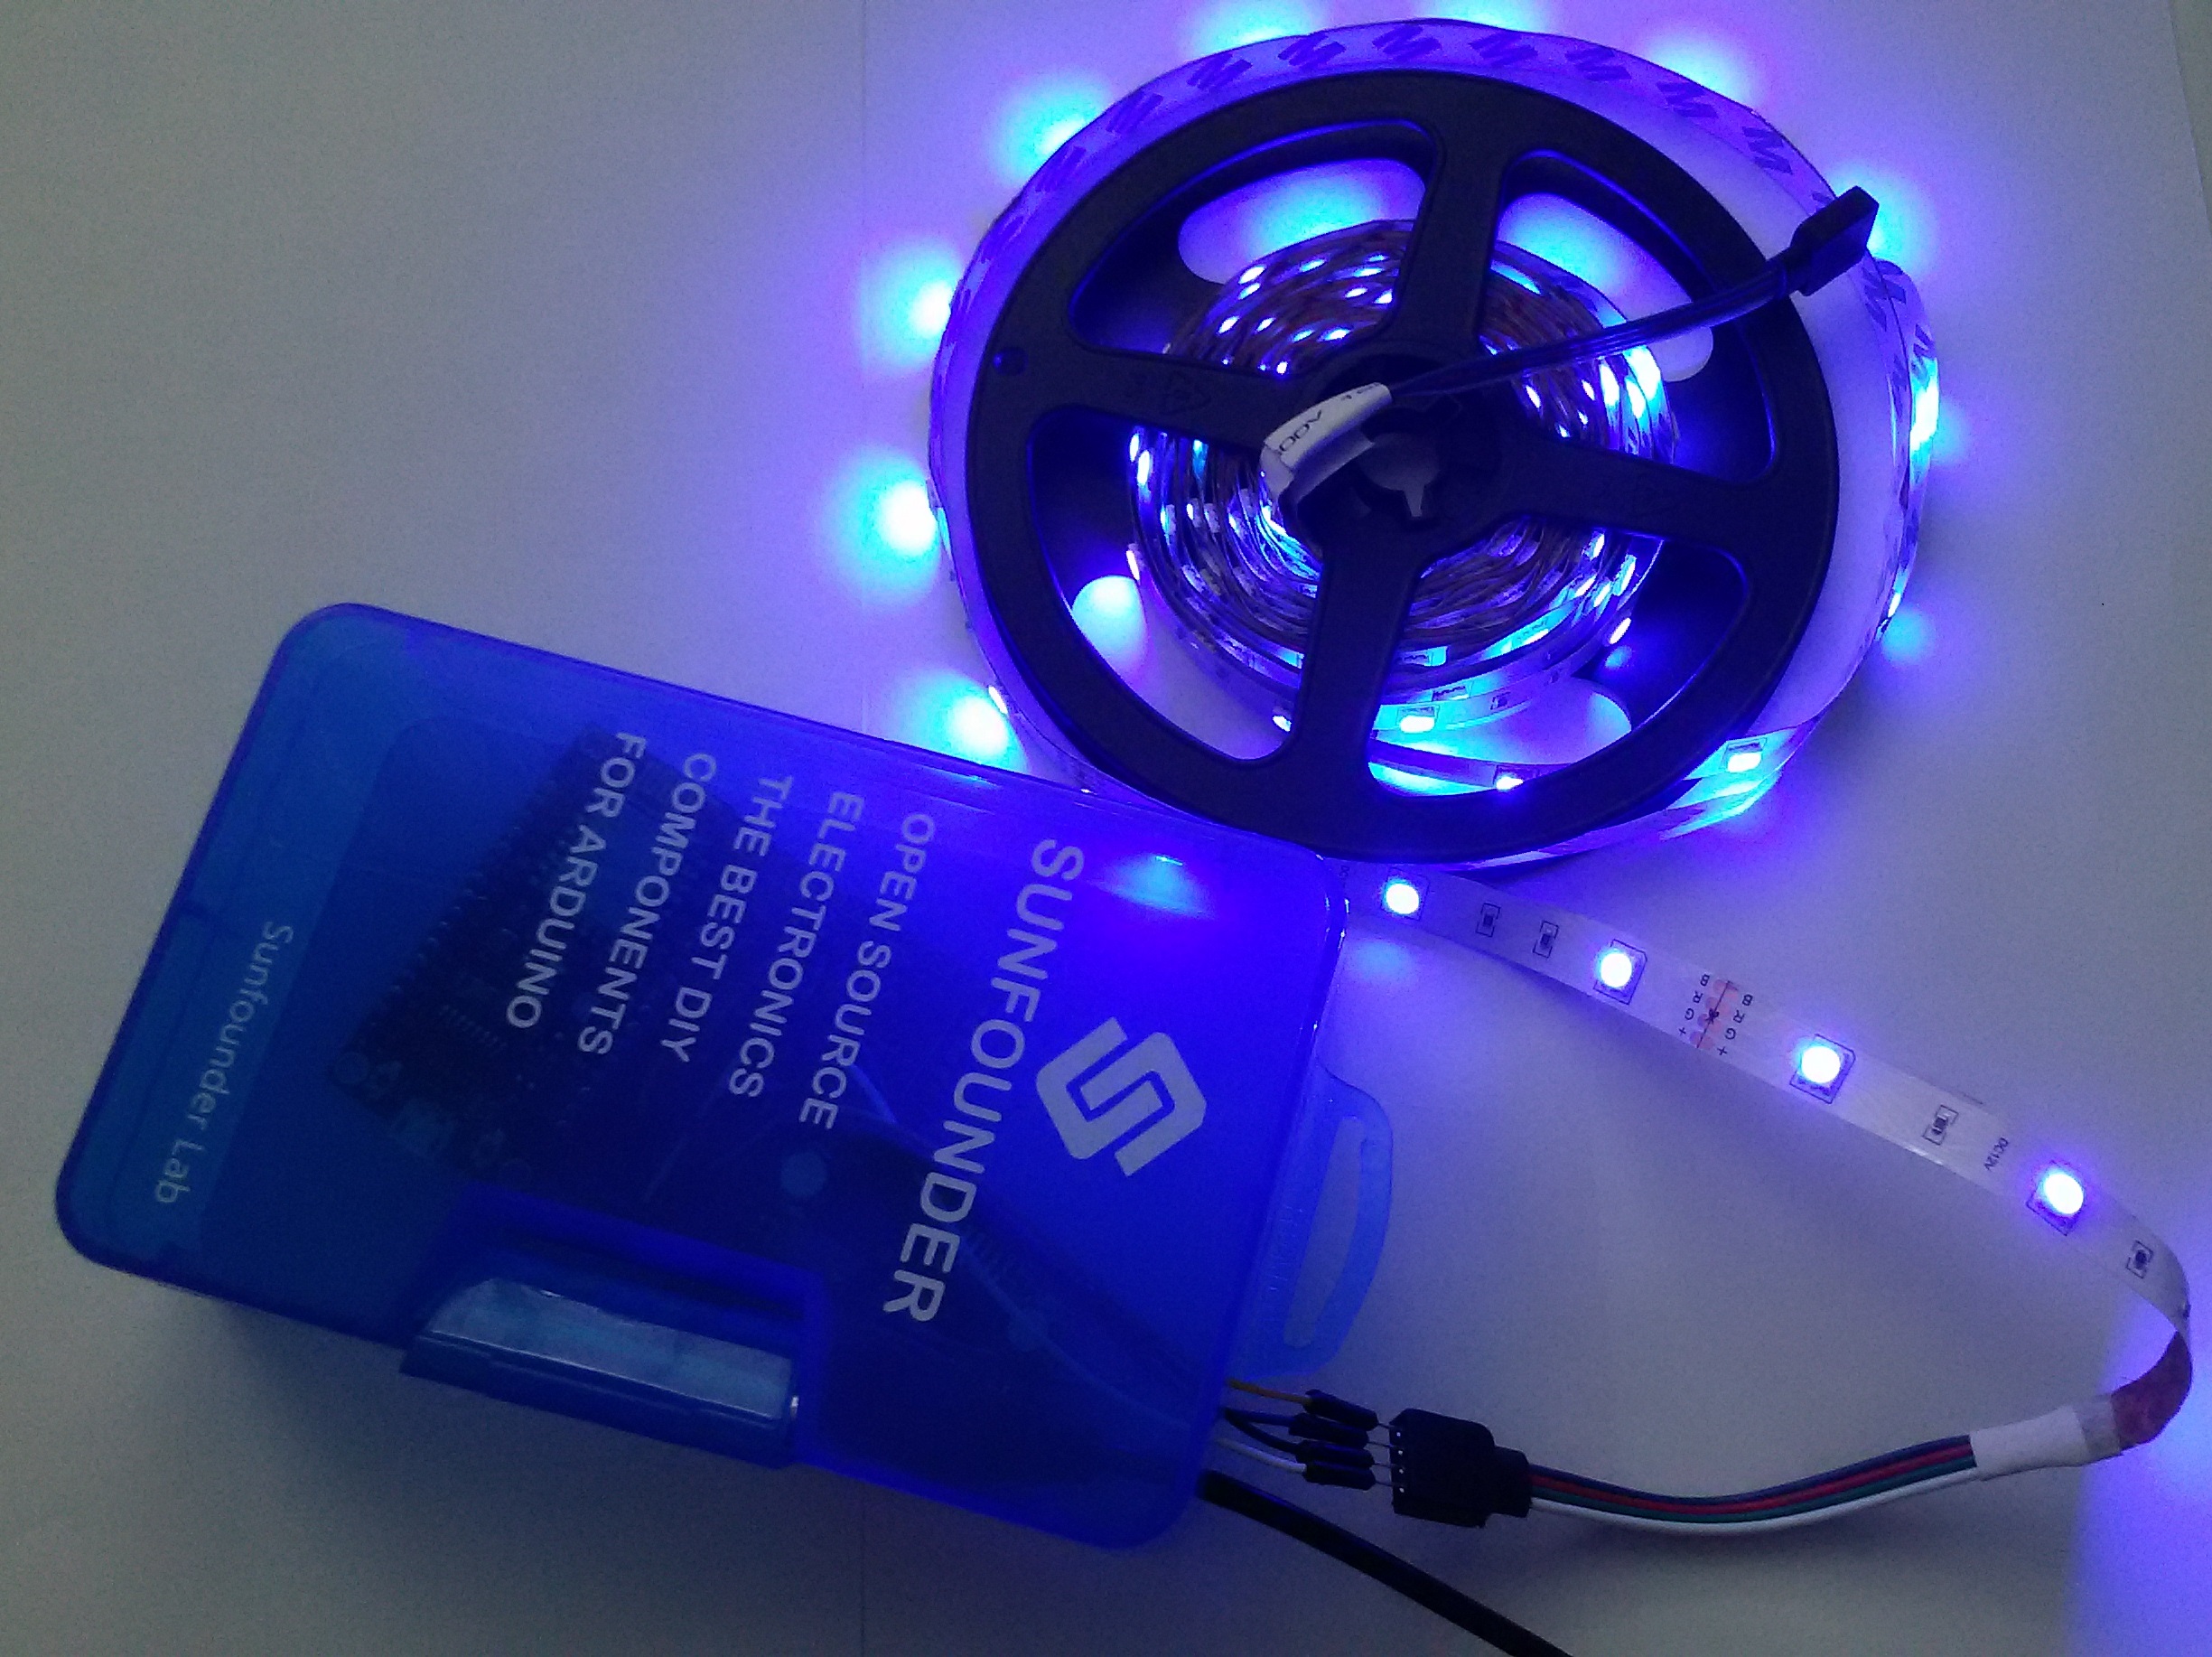 SUNFOUNDER
OPEN SOURCE
ELECTRONICS
THE BEST DIY
COMPONENTS
FOR ARDUINO
Sunfounder Lab
B R G +
B R G +
DC12V